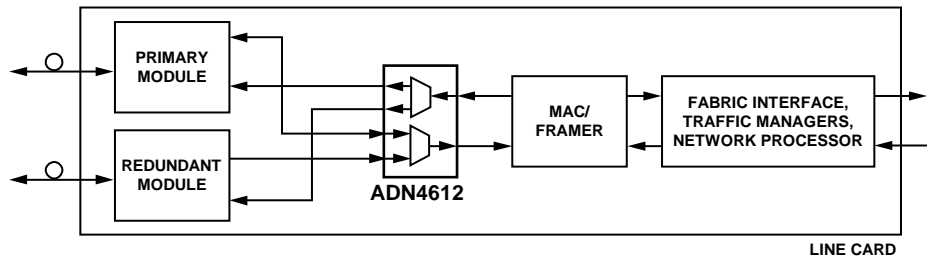 PRIMARY
MODULE
REDUNDANT
MODULE
ADN4612
MAC/
FRAMER
FABRIC INTERFACE,
TRAFFIC MANAGERS,
NETWORK PROCESSOR
LINE CARD